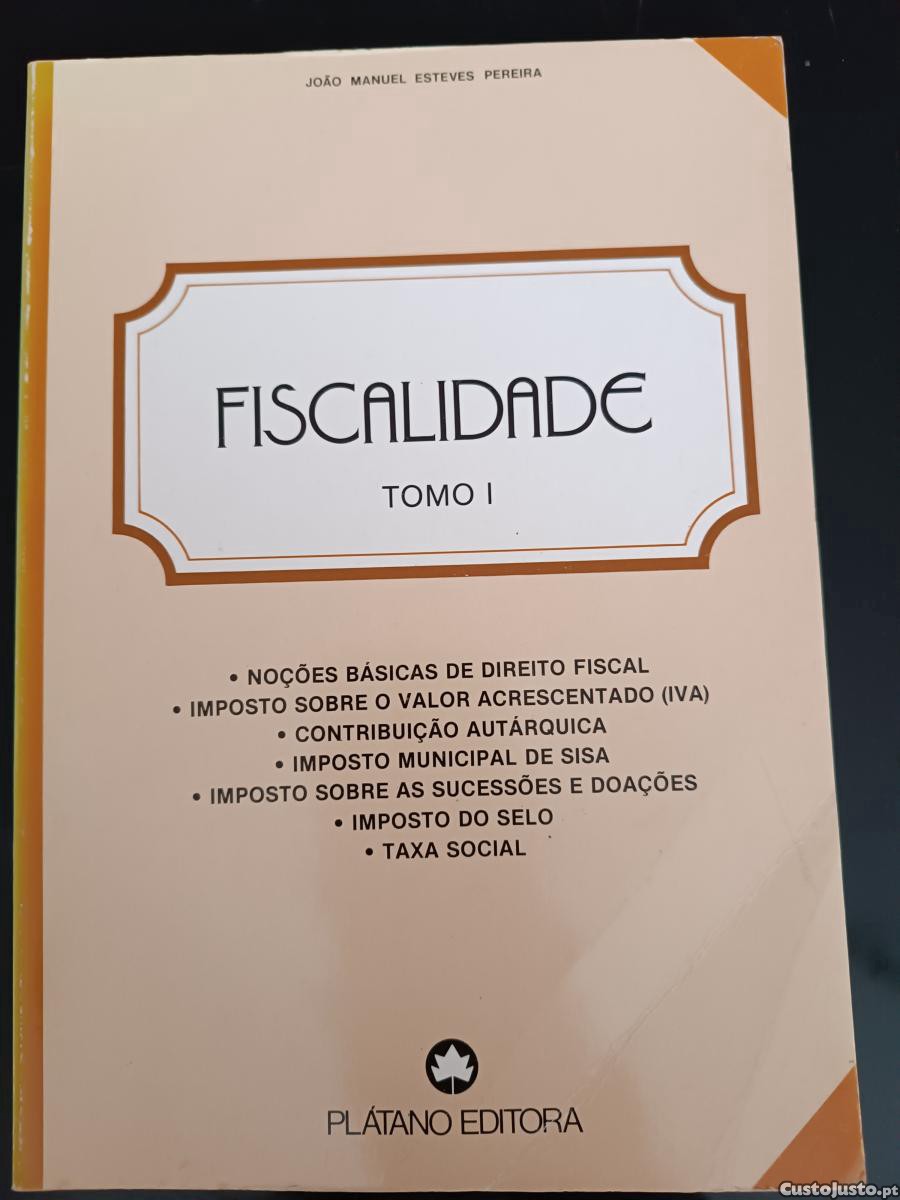 JOÃO MANUEL ESTEVES PEREIRA
FISCALIDADE
TOMO I
• NOÇÕES BÁSICAS DE DIREITO FISCAL
• IMPOSTO SOBRE O VALOR ACRESCENTADO (IVA)
• CONTRIBUIÇÃO AUTÁRQUICA
• IMPOSTO MUNICIPAL DE SISA
• IMPOSTO SOBRE AS SUCESSÕES E DOAÇÕES
• IMPOSTO DO SELO
• TAXA SOCIAL
PLÁTANO EDITORA
CustoJusto.pt